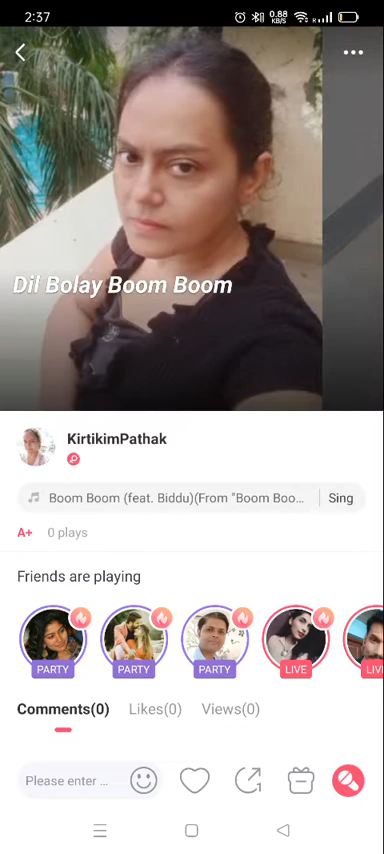 2:37
0.88
KB/S
Dil Bolay Boom Boom
KirtikimPathak
Boom Boom (feat. Biddu)(From "Boom Boo...
Sing
A+ 0 plays
Friends are playing
PARTY PARTY PARTY LIVE LIV
Comments(0) Likes(0) Views(0)
Please enter ...
1